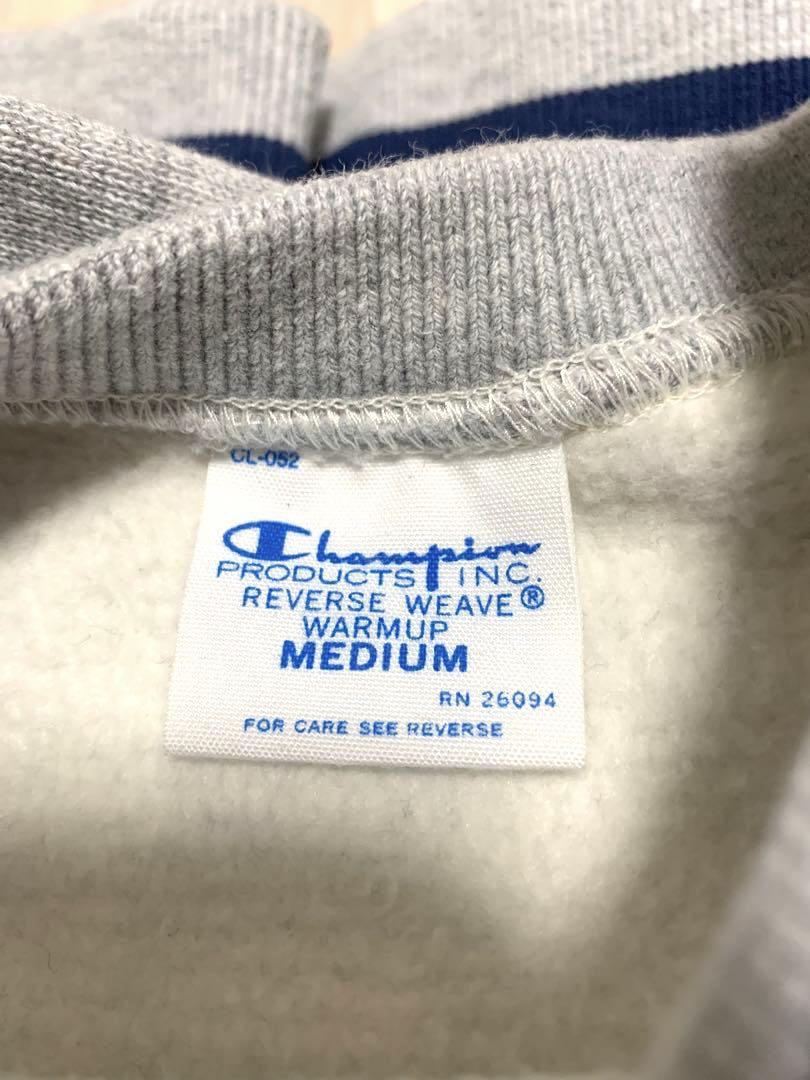 CL-052
Champion
PRODUCTS INC.
REVERSE WEAVE®
WARMUP
MEDIUM
RN 26094
FOR CARE SEE REVERSE